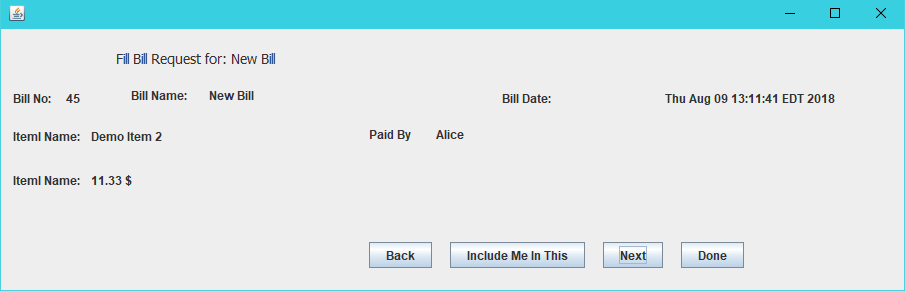 Fill Bill Request for: New Bill
Bill No: 45 Bill Name: New Bill Bill Date: Thu Aug 09 13:11:41 EDT 2018
Iteml Name: Demo Item 2 Paid By Alice
Iteml Name: 11.33 $
Back Include Me In This Next Done